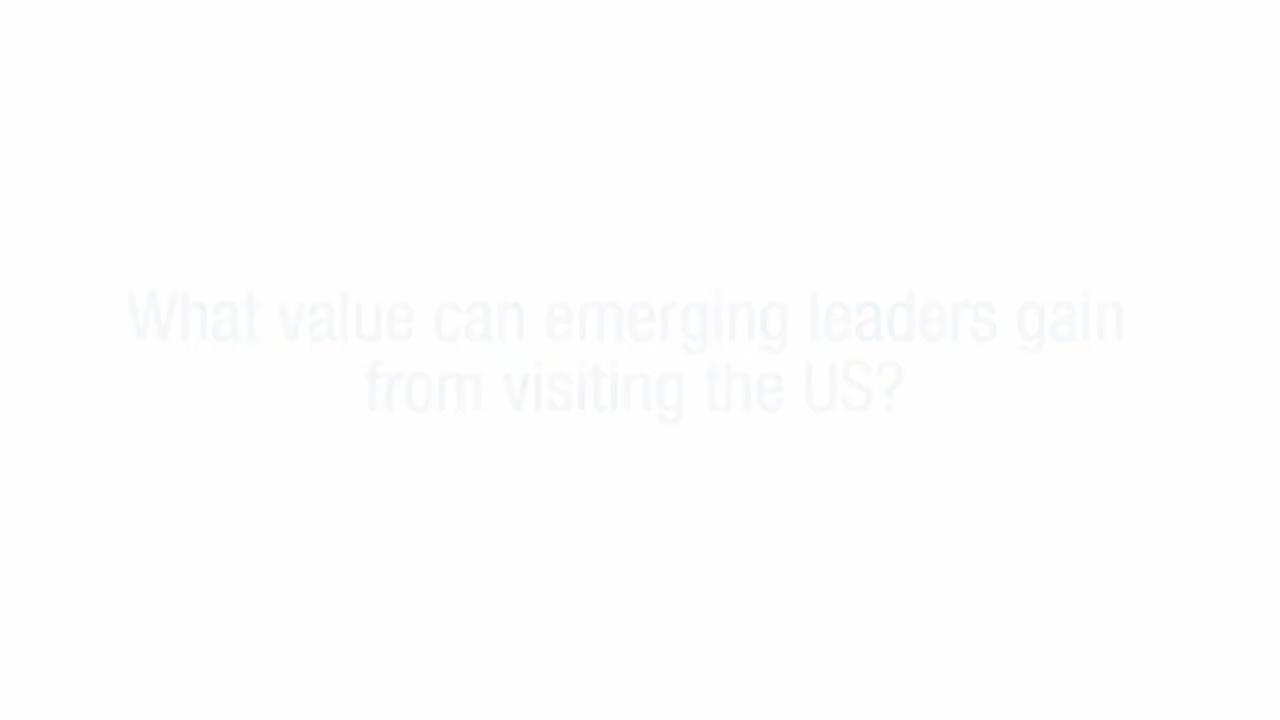 What value can emerging leaders gain
from visiting the US?